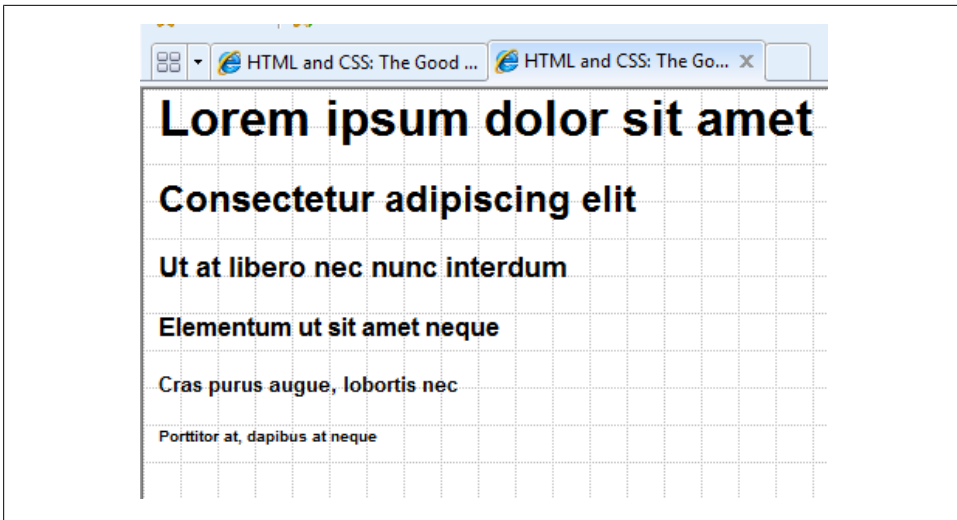 HTML and CSS: The Good ... HTML and CSS: The Go... X
Lorem ipsum dolor sit amet
Consectetur adipiscing elit
Ut at libero nec nunc interdum
Elementum ut sit amet neque
Cras purus augue, lobortis nec
Porttitor at, dapibus at neque